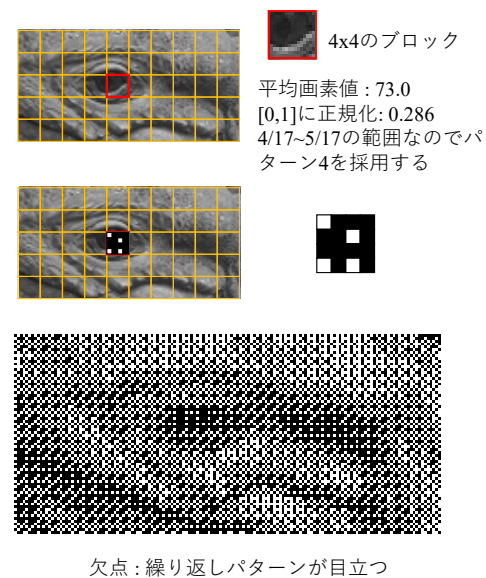 4x4のブロック
平均画素値 : 73.0
[0,1]に正規化: 0.286
4/17~5/17の範囲なのでパ
ターン4を採用する
欠点 : 繰り返しパターンが目立つ